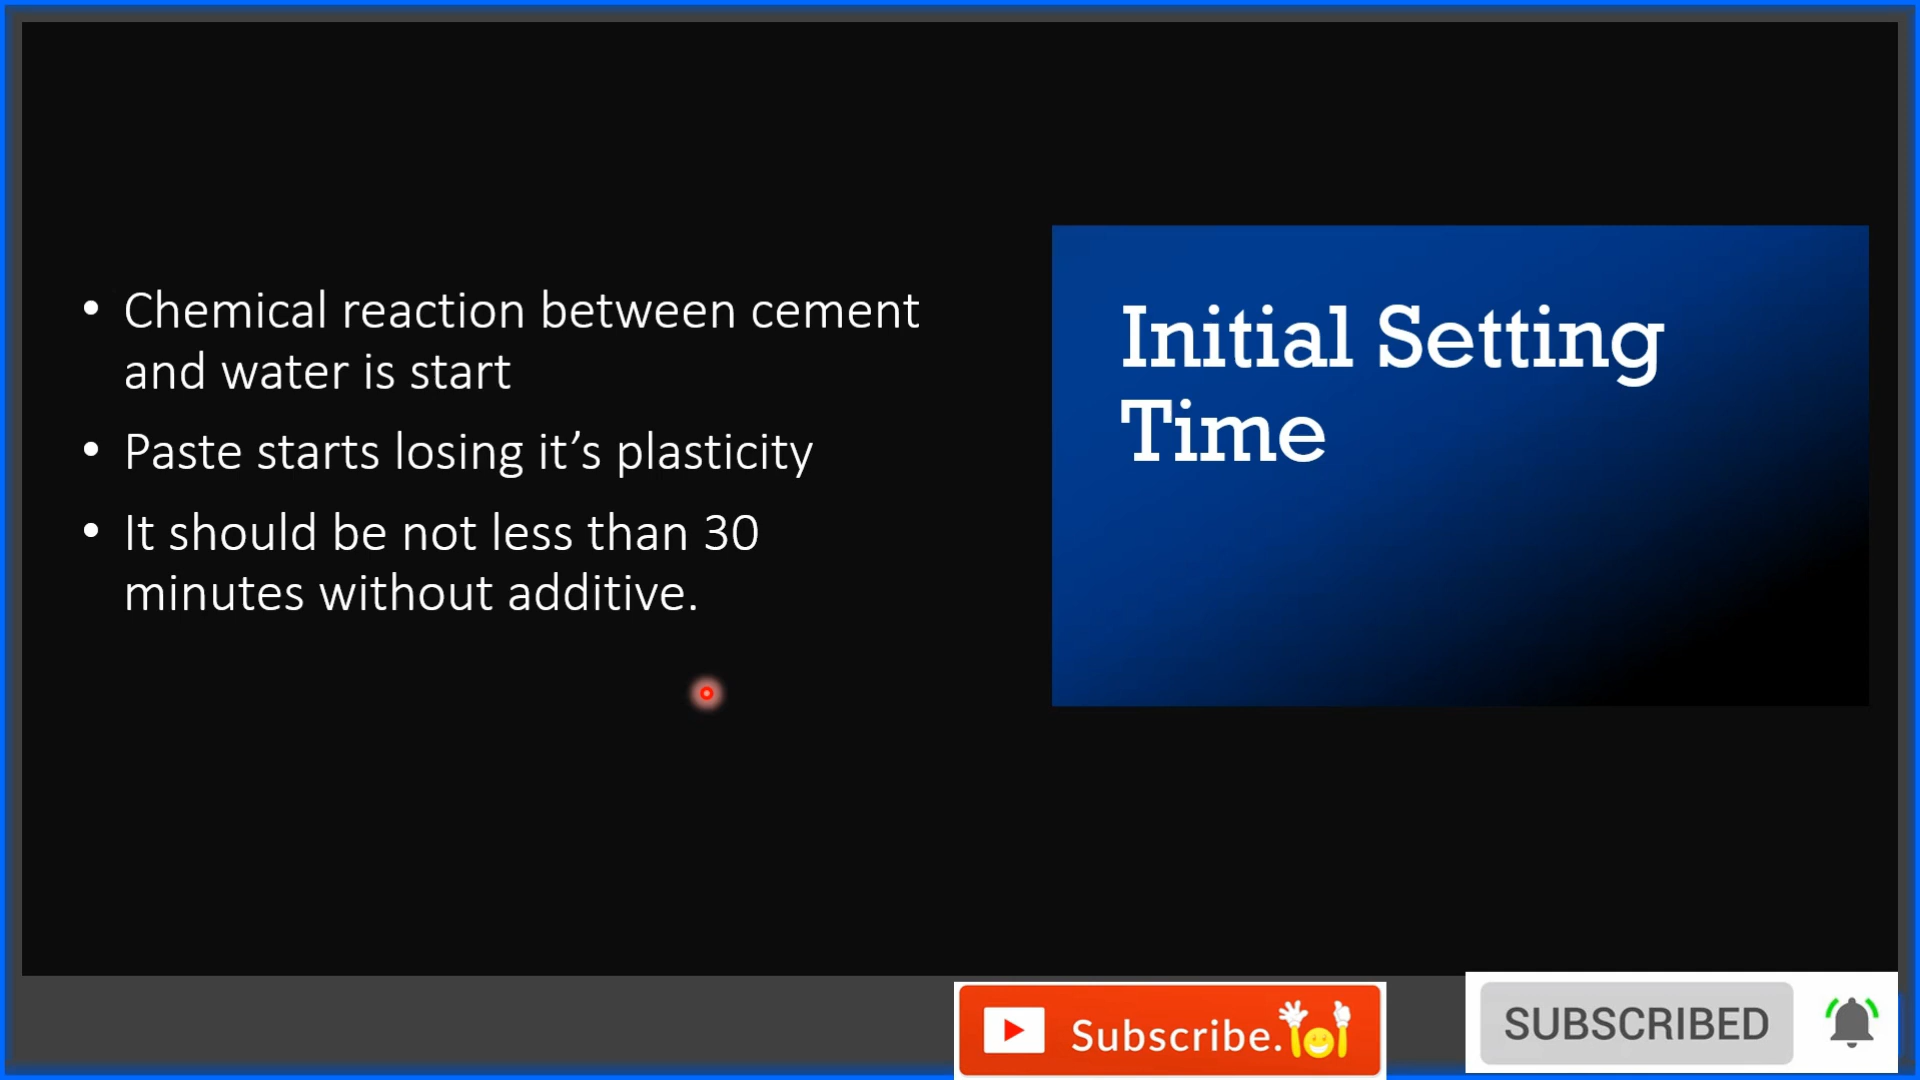 • Chemical reaction between cement
and water is start
• Paste starts losing it’s plasticity
• It should be not less than 30
minutes without additive.
Initial Setting
Time
Subscribe.
SUBSCRIBED